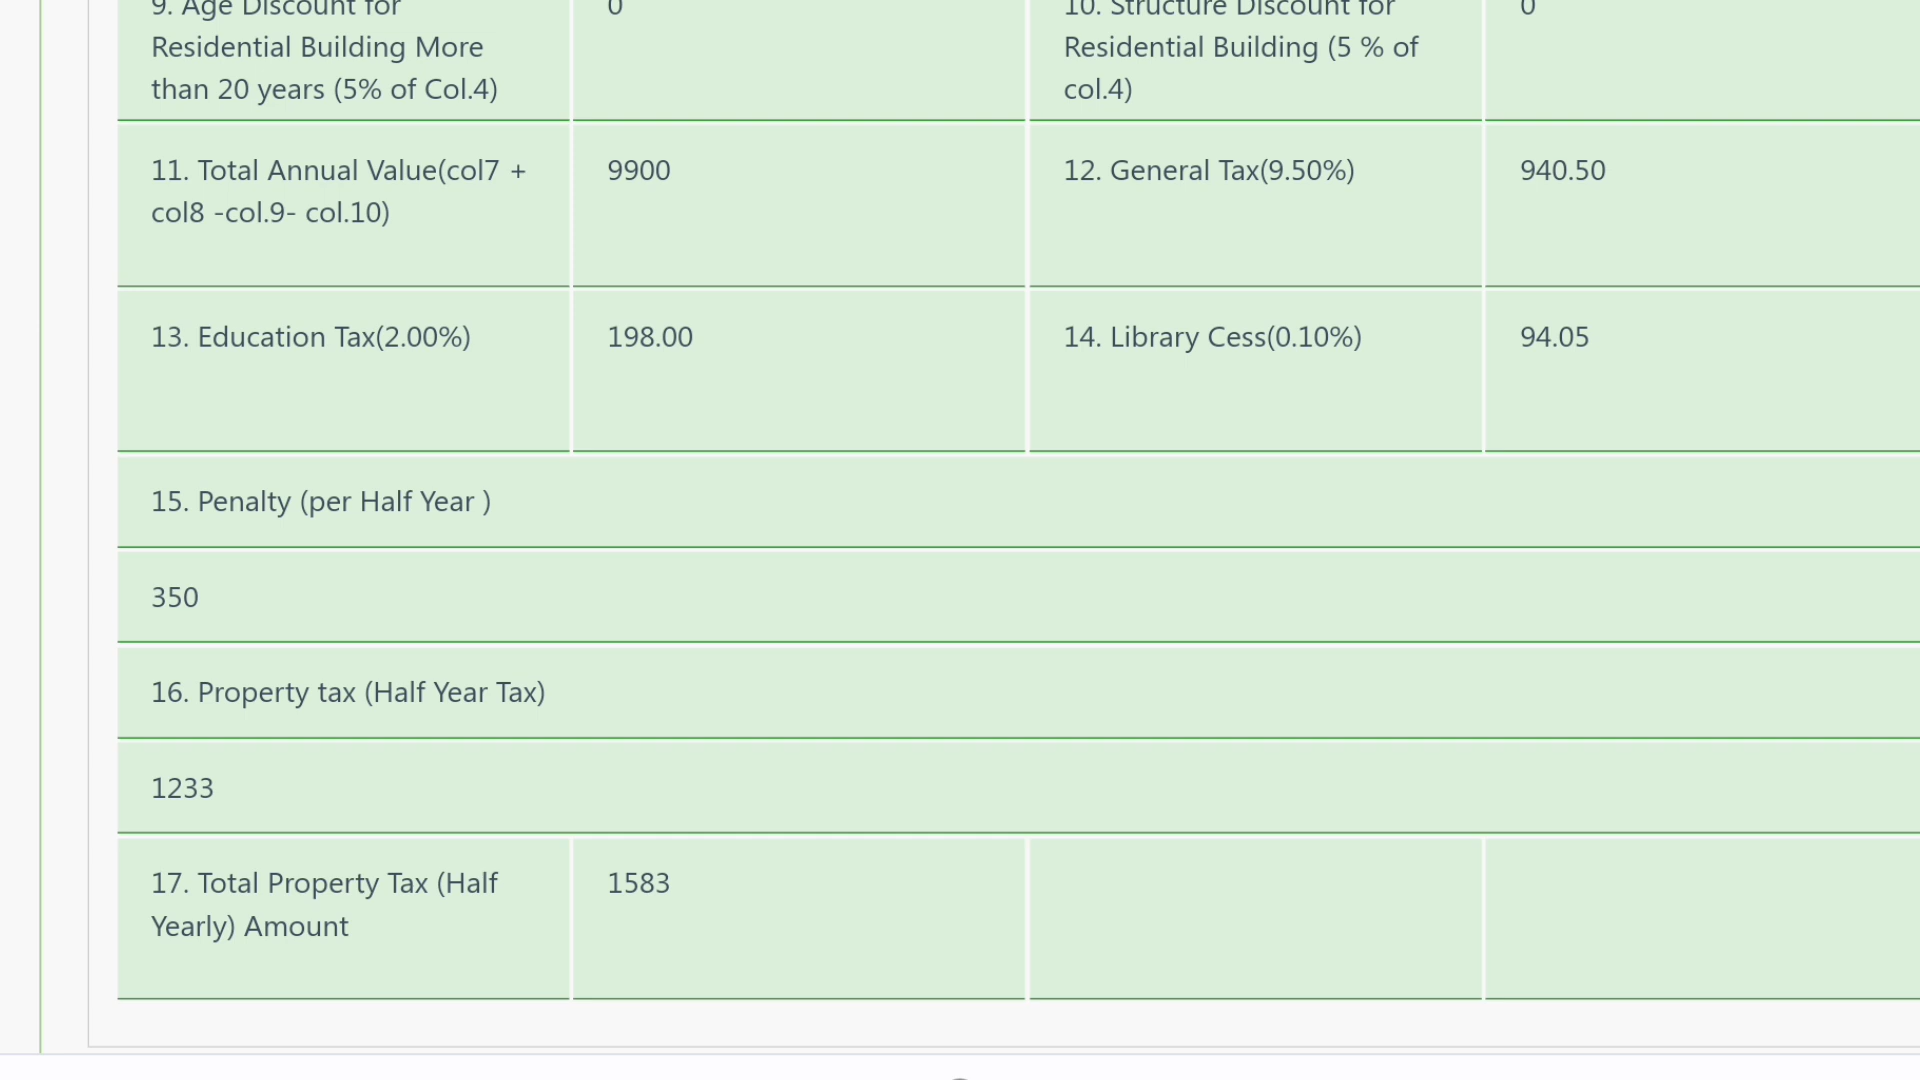 9. Age Discount for
Residential Building More
than 20 years (5% of Col.4)
0
10. Structure Discount for
Residential Building (5 % of
col.4)
0
11. Total Annual Value(col7 +
col8 -col.9- col.10)
9900
12. General Tax(9.50%)
940.50
13. Education Tax(2.00%)
198.00
14. Library Cess(0.10%)
94.05
15. Penalty (per Half Year )
350
16. Property tax (Half Year Tax)
1233
17. Total Property Tax (Half
Yearly) Amount
1583